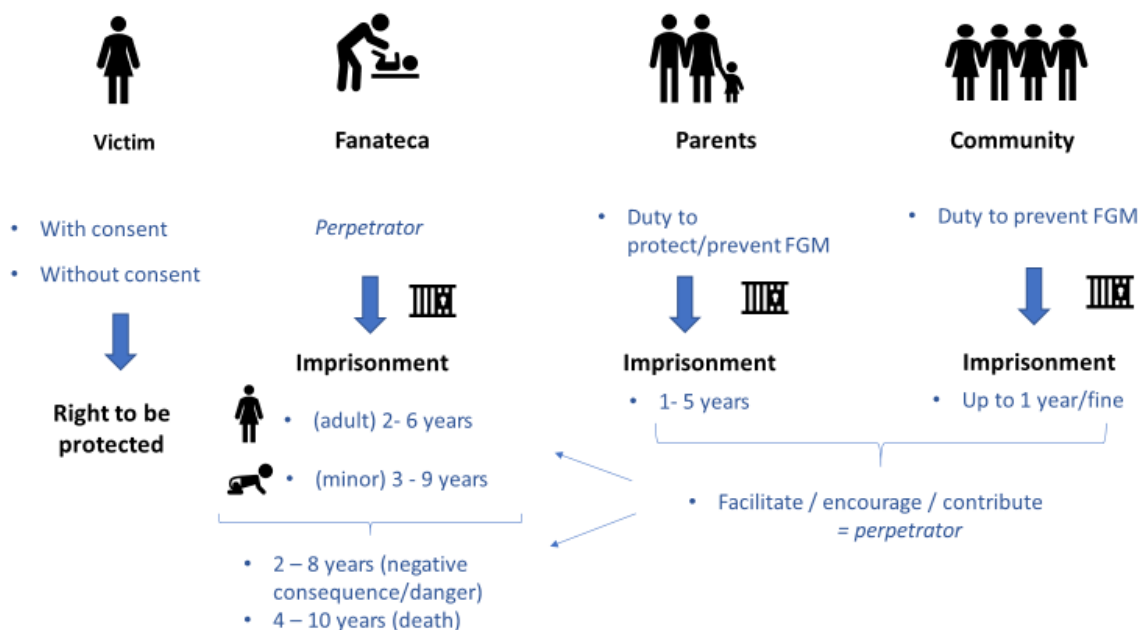 Victim
Fanateca
Parents
Community
• With consent
• Without consent
Right to be
protected
Perpetrator
Imprisonment
• (adult) 2- 6 years
• (minor) 3 - 9 years
• 2 – 8 years (negative
consequence/danger)
• 4 – 10 years (death)
• Duty to
protect/prevent FGM
Imprisonment
• 1- 5 years
• Duty to prevent FGM
Imprisonment
• Up to 1 year/fine
• Facilitate / encourage / contribute
= perpetrator